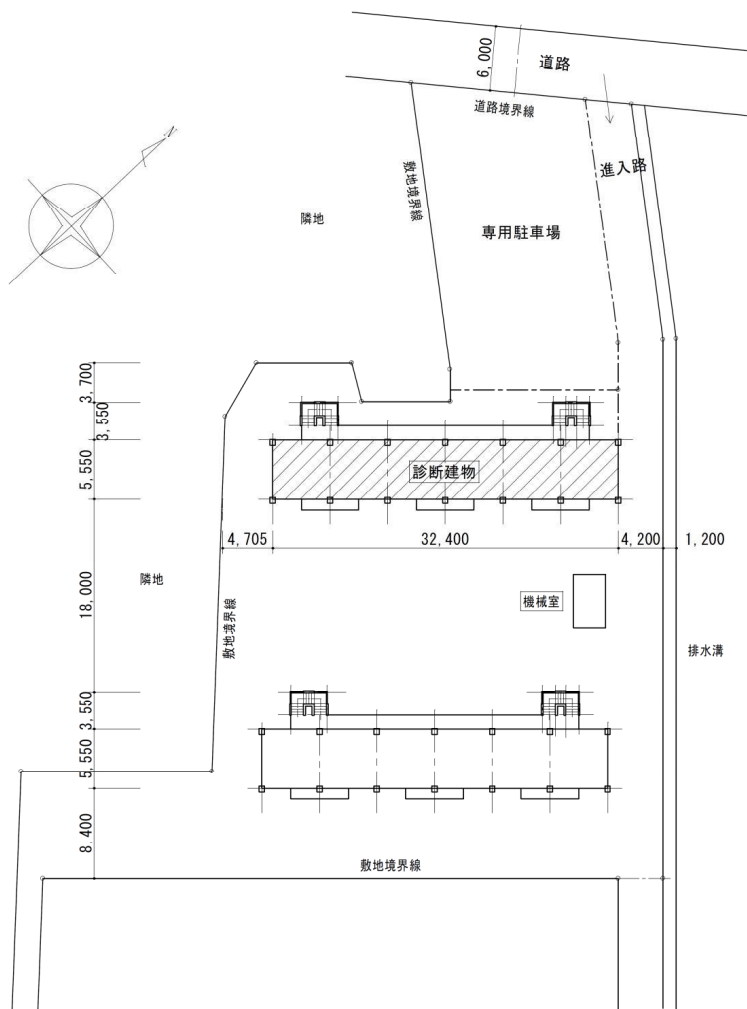 6,000
道路
道路境界線
進入路
敷地境界線
N
隣地
専用駐車場
3,700
3,550
5,550
診断建物
4,705
32,400
4,200
1,200
18,000
隣地
敷地境界線
機械室
排水溝
3,550
5,550
8,400
敷地境界線